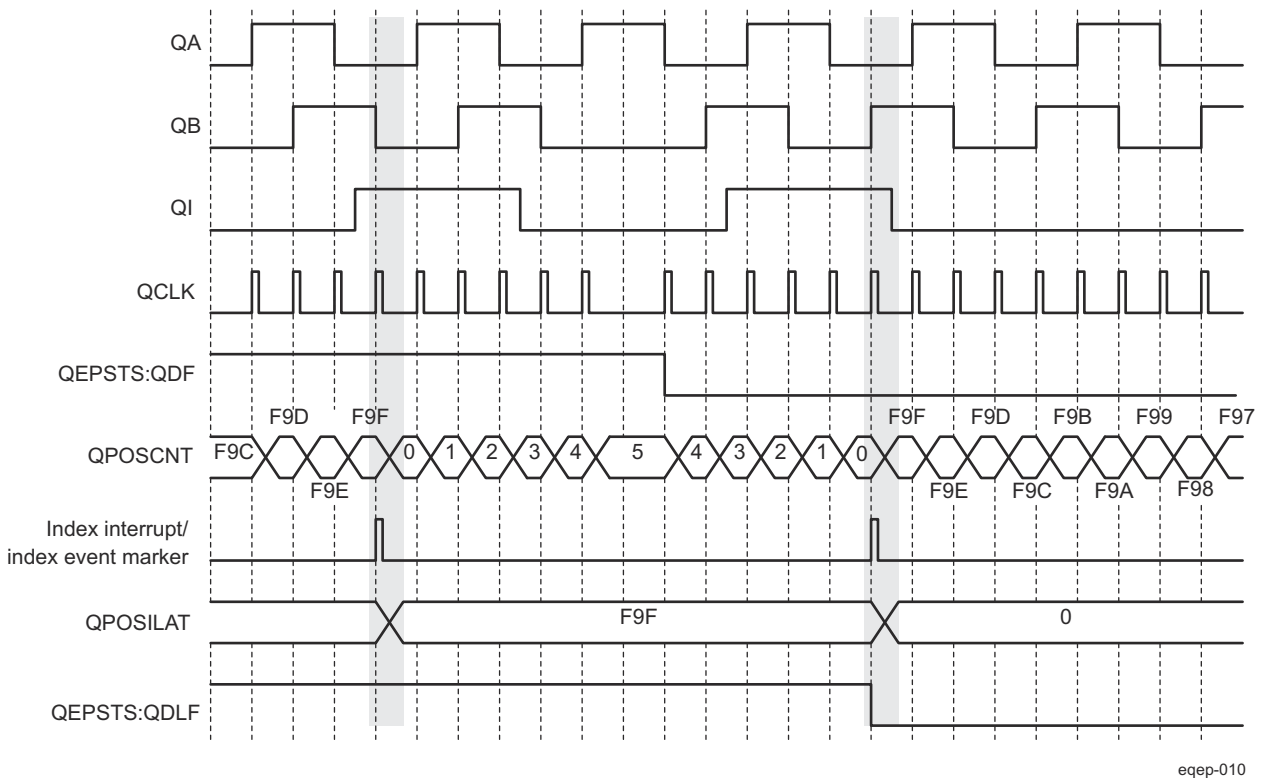 QA
QB
QI
QCLK
QEPSTS:QDF
F9D F9F F9F F9D F9B F99 F97
QPOSCNT F9C 0 1 2 3 4 5 4 3 2 1 0
F9E F9E F9C F9A F98
Index interrupt/
index event marker
QPOSILAT F9F 0
QEPSTS:QDLF
eqep-010